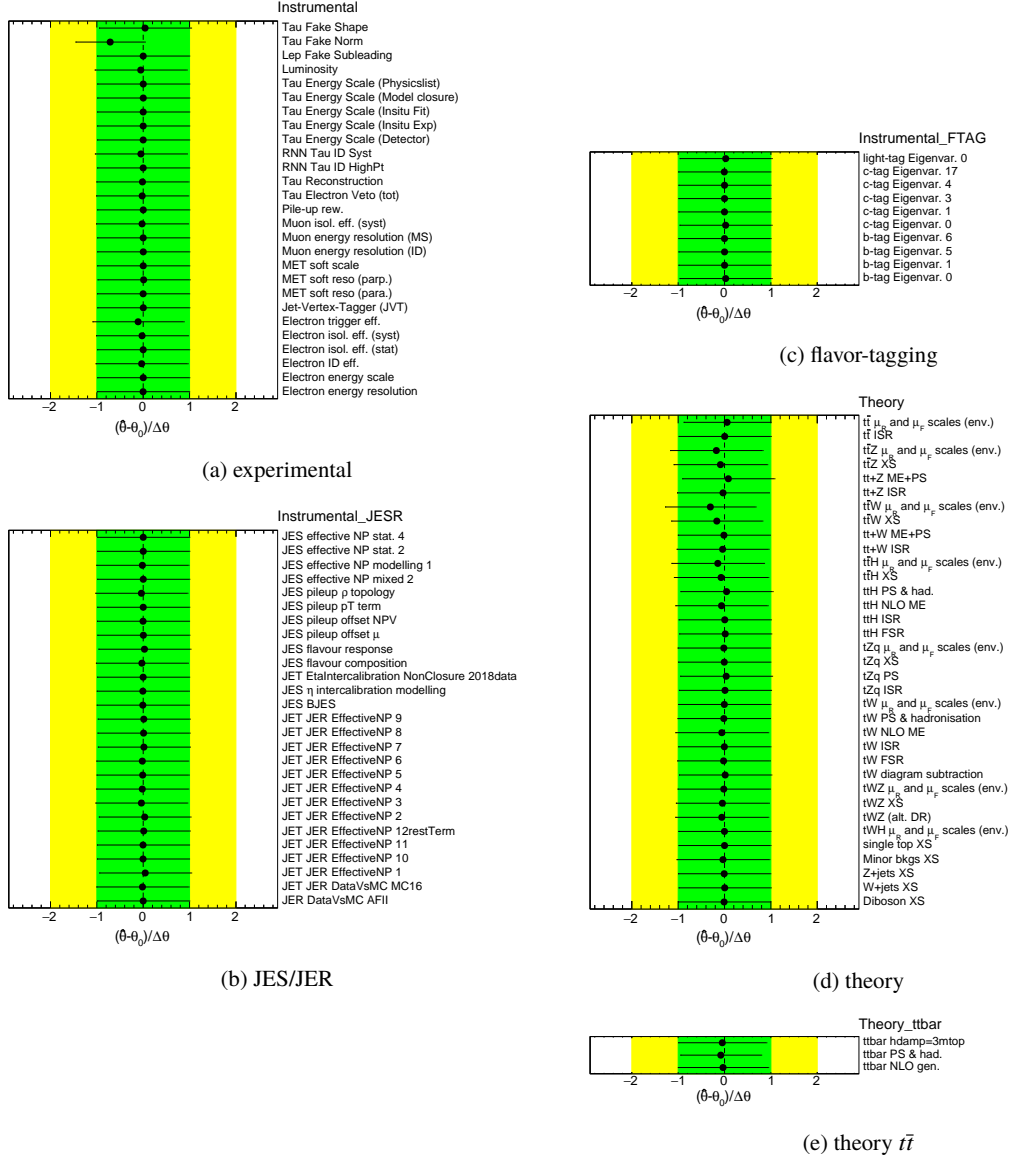 Instrumental
Tau Fake Shape
Tau Fake Norm
Lep Fake Subleading
Luminosity
Tau Energy Scale (Physicslist)
Tau Energy Scale (Model closure)
Tau Energy Scale (Insitu Fit)
Tau Energy Scale (Insitu Exp)
Tau Energy Scale (Detector)
RNN Tau ID Syst
RNN Tau ID HighPt
Tau Reconstruction
Tau Electron Veto (tot)
Pile-up rew.
Muon isol. eff. (syst)
Muon energy resolution (MS)
Muon energy resolution (ID)
MET soft scale
MET soft reso (parp.)
MET soft reso (para.)
Jet-Vertex-Tagger (JVT)
Electron trigger eff.
Electron isol. eff. (syst)
Electron isol. eff. (stat)
Electron ID eff.
Electron energy scale
Electron energy resolution
−2 −1 0 1 2
(θ̂-θ₀)/Δθ
(a) experimental
Instrumental_JESR
JES effective NP stat. 4
JES effective NP stat. 2
JES effective NP modelling 1
JES effective NP mixed 2
JES pileup ρ topology
JES pileup pT term
JES pileup offset NPV
JES pileup offset μ
JES flavour response
JES flavour composition
JET EtaIntercalibration NonClosure 2018data
JES η intercalibration modelling
JES BJES
JET JER EffectiveNP 9
JET JER EffectiveNP 8
JET JER EffectiveNP 7
JET JER EffectiveNP 6
JET JER EffectiveNP 5
JET JER EffectiveNP 4
JET JER EffectiveNP 3
JET JER EffectiveNP 2
JET JER EffectiveNP 12restTerm
JET JER EffectiveNP 11
JET JER EffectiveNP 10
JET JER EffectiveNP 1
JET JER DataVsMC MC16
JER DataVsMC AFII
−2 −1 0 1 2
(θ̂-θ₀)/Δθ
(b) JES/JER
Instrumental_FTAG
light-tag Eigenvar. 0
c-tag Eigenvar. 17
c-tag Eigenvar. 4
c-tag Eigenvar. 3
c-tag Eigenvar. 1
c-tag Eigenvar. 0
b-tag Eigenvar. 6
b-tag Eigenvar. 5
b-tag Eigenvar. 1
b-tag Eigenvar. 0
−2 −1 0 1 2
(θ̂-θ₀)/Δθ
(c) flavor-tagging
Theory
tt̄ μ_R and μ_F scales (env.)
tt̄ ISR
tt̄Z μ_R and μ_F scales (env.)
tt̄Z XS
tt+Z ME+PS
tt+Z ISR
tt̄W μ_R and μ_F scales (env.)
tt̄W XS
tt+W ME+PS
tt+W ISR
tt̄H μ_R and μ_F scales (env.)
tt̄H XS
ttH PS & had.
ttH NLO ME
ttH ISR
ttH FSR
tZq μ_R and μ_F scales (env.)
tZq XS
tZq PS
tZq ISR
tW μ_R and μ_F scales (env.)
tW PS & hadronisation
tW NLO ME
tW ISR
tW FSR
tW diagram subtraction
tWZ μ_R and μ_F scales (env.)
tWZ XS
tWZ (alt. DR)
tWH μ_R and μ_F scales (env.)
single top XS
Minor bkgs XS
Z+jets XS
W+jets XS
Diboson XS
−2 −1 0 1 2
(θ̂-θ₀)/Δθ
(d) theory
Theory_ttbar
ttbar hdamp=3mtop
ttbar PS & had.
ttbar NLO gen.
−2 −1 0 1 2
(θ̂-θ₀)/Δθ
(e) theory tt̄